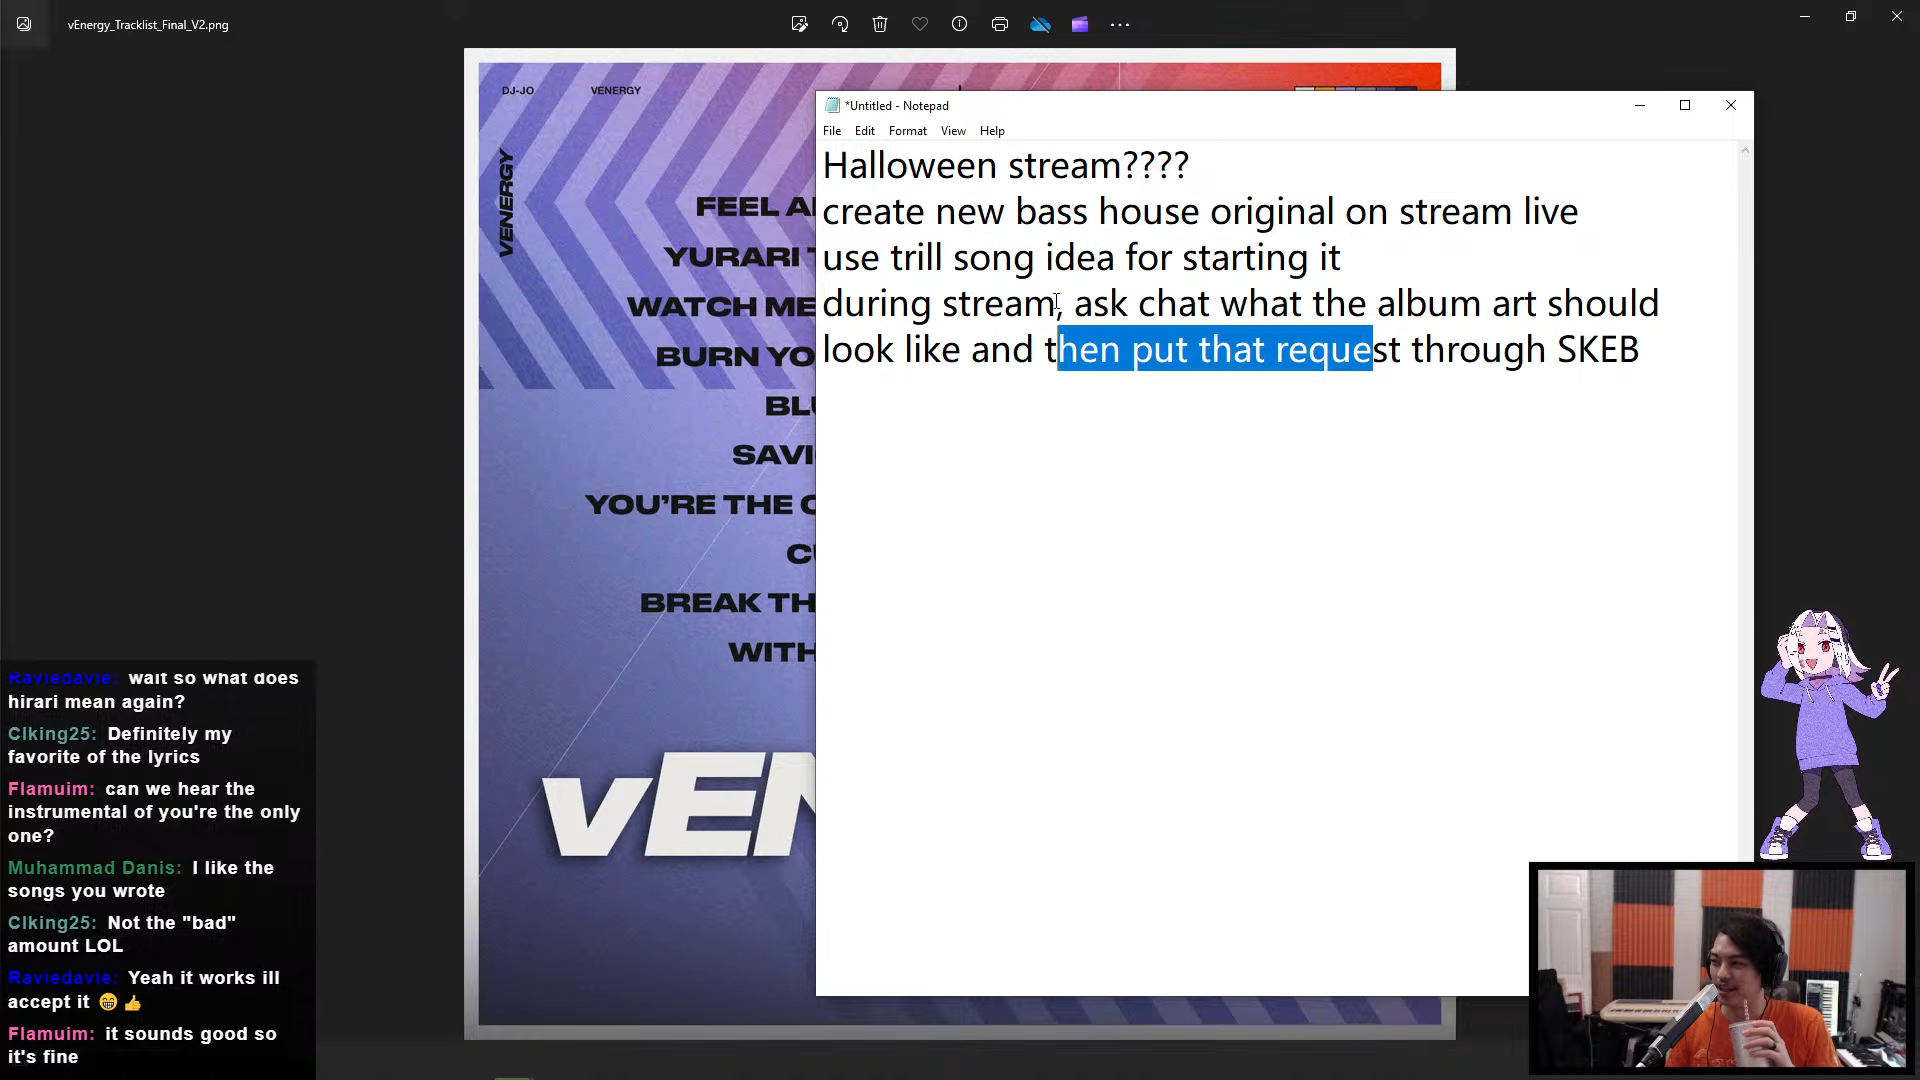 vEnergy_Tracklist_Final_V2.png
DJ-JO
VENERGY
VENERGY
FEEL A
YURARI
WATCH ME
BURN YO
BLU
SAVI
YOU'RE THE
BREAK TH
WITH
vEN
*Untitled - Notepad
File Edit Format View Help
Halloween stream????
create new bass house original on stream live
use trill song idea for starting it
during stream, ask chat what the album art should
look like and then put that request through SKEB
Raviedavie: wait so what does
hirari mean again?
Clking25: Definitely my
favorite of the lyrics
Flamuim: can we hear the
instrumental of you're the only
one?
Muhammad Danis: I like the
songs you wrote
Clking25: Not the "bad"
amount LOL
Raviedavie: Yeah it works ill
accept it 😁👍
Flamuim: it sounds good so
it's fine